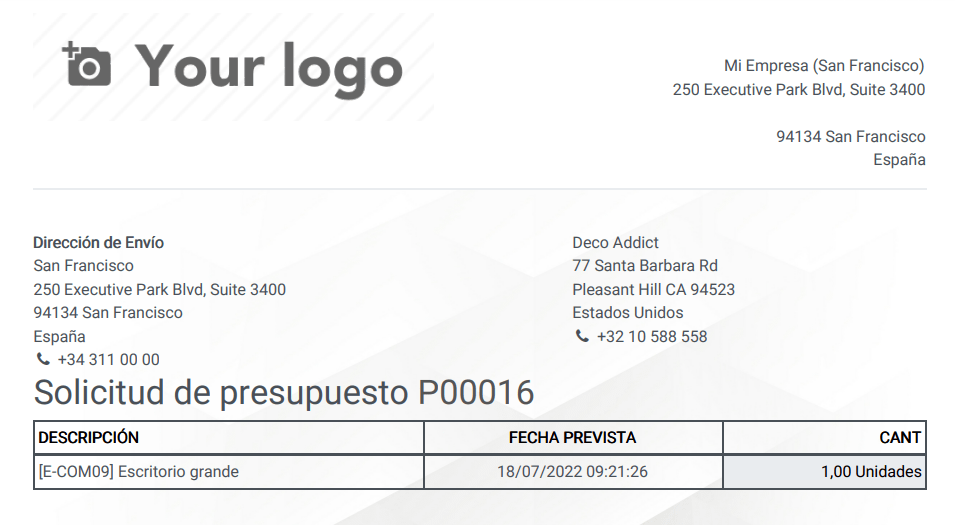 Your logo
Mi Empresa (San Francisco)
250 Executive Park Blvd, Suite 3400
94134 San Francisco
España
Dirección de Envío
San Francisco
250 Executive Park Blvd, Suite 3400
94134 San Francisco
España
+34 311 00 00
Deco Addict
77 Santa Barbara Rd
Pleasant Hill CA 94523
Estados Unidos
+32 10 588 558
Solicitud de presupuesto P00016
DESCRIPCIÓN FECHA PREVISTA CANT
[E-COM09] Escritorio grande 18/07/2022 09:21:26 1,00 Unidades